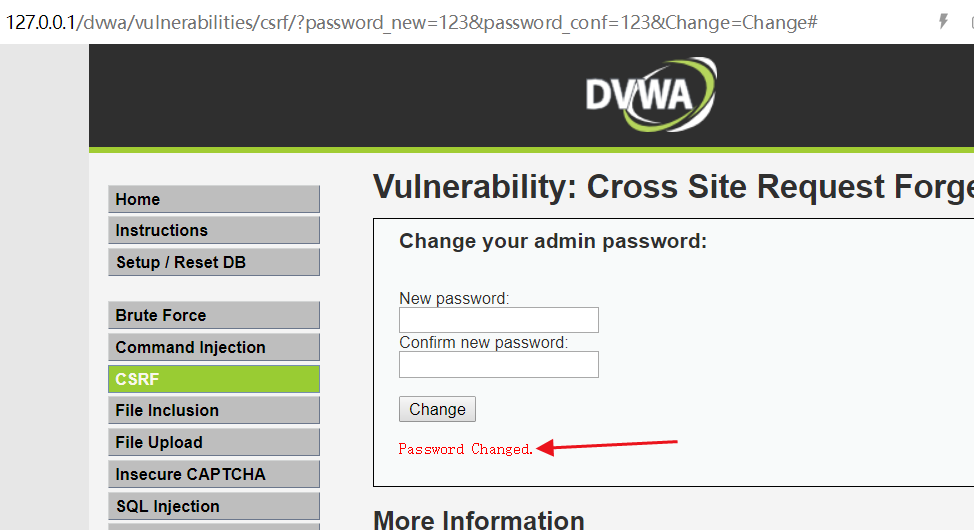 127.0.0.1/dvwa/vulnerabilities/csrf/?password_new=123&password_conf=123&Change=Change#
DVWA
Vulnerability: Cross Site Request Forge
Home
Instructions
Setup / Reset DB
Brute Force
Command Injection
CSRF
File Inclusion
File Upload
Insecure CAPTCHA
SQL Injection
Change your admin password:
New password:
Confirm new password:
Change
Password Changed.
More Information